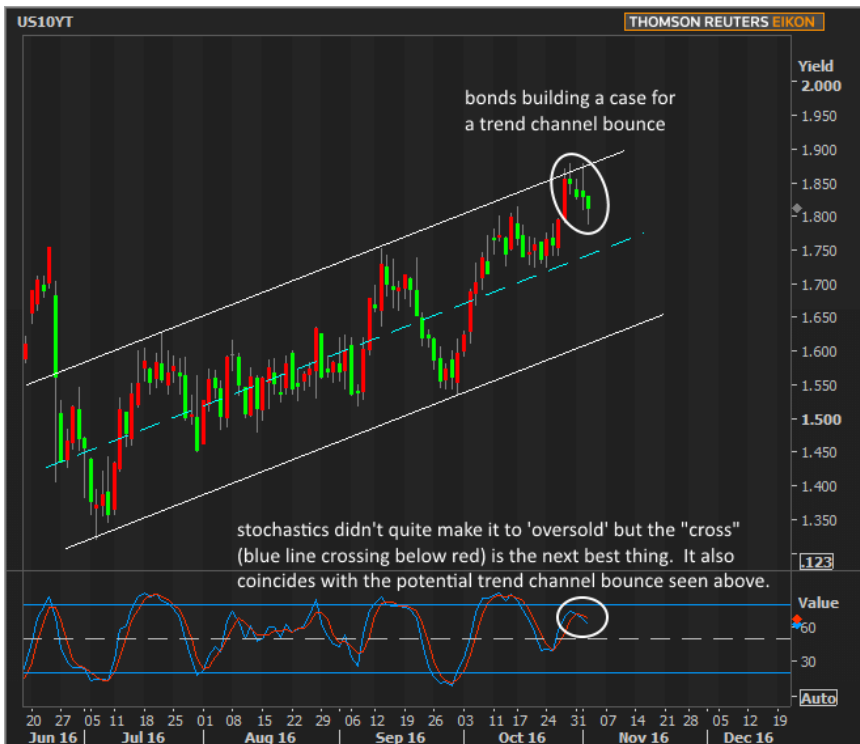 US10YT
THOMSON REUTERS EIKON
Yield
2.000
bonds building a case for
a trend channel bounce
1.950
1.900
1.850
1.800
1.750
1.700
1.650
1.600
1.550
1.500
1.450
1.400
1.350
stochastics didn't quite make it to 'oversold' but the "cross"
(blue line crossing below red) is the next best thing.  It also
coincides with the potential trend channel bounce seen above.
.123
Value
60
30
Auto
20 27 05 11 18 25 01 08 15 22 29 06 12 19 26 03 11 17 24 31 07 14 21 28 05 12 19
Jun 16 Jul 16 Aug 16 Sep 16 Oct 16 Nov 16 Dec 16